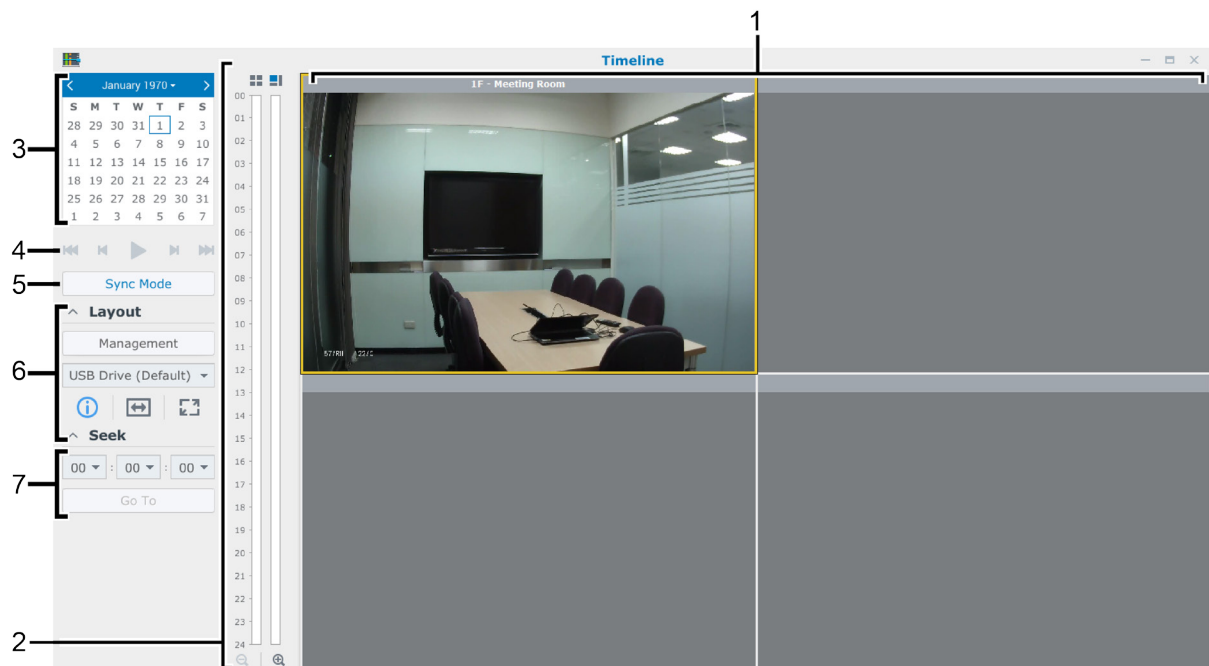 1
Timeline
January 1970
S M T W T F S
28 29 30 31 1 2 3
4 5 6 7 8 9 10
11 12 13 14 15 16 17
18 19 20 21 22 23 24
25 26 27 28 29 30 31
1 2 3 4 5 6 7
3
4
Sync Mode
5
Layout
Management
USB Drive (Default)
6
Seek
00 : 00 : 00
Go To
7
2
00
01
02
03
04
05
06
07
08
09
10
11
12
13
14
15
16
17
18
19
20
21
22
23
24
1F - Meeting Room